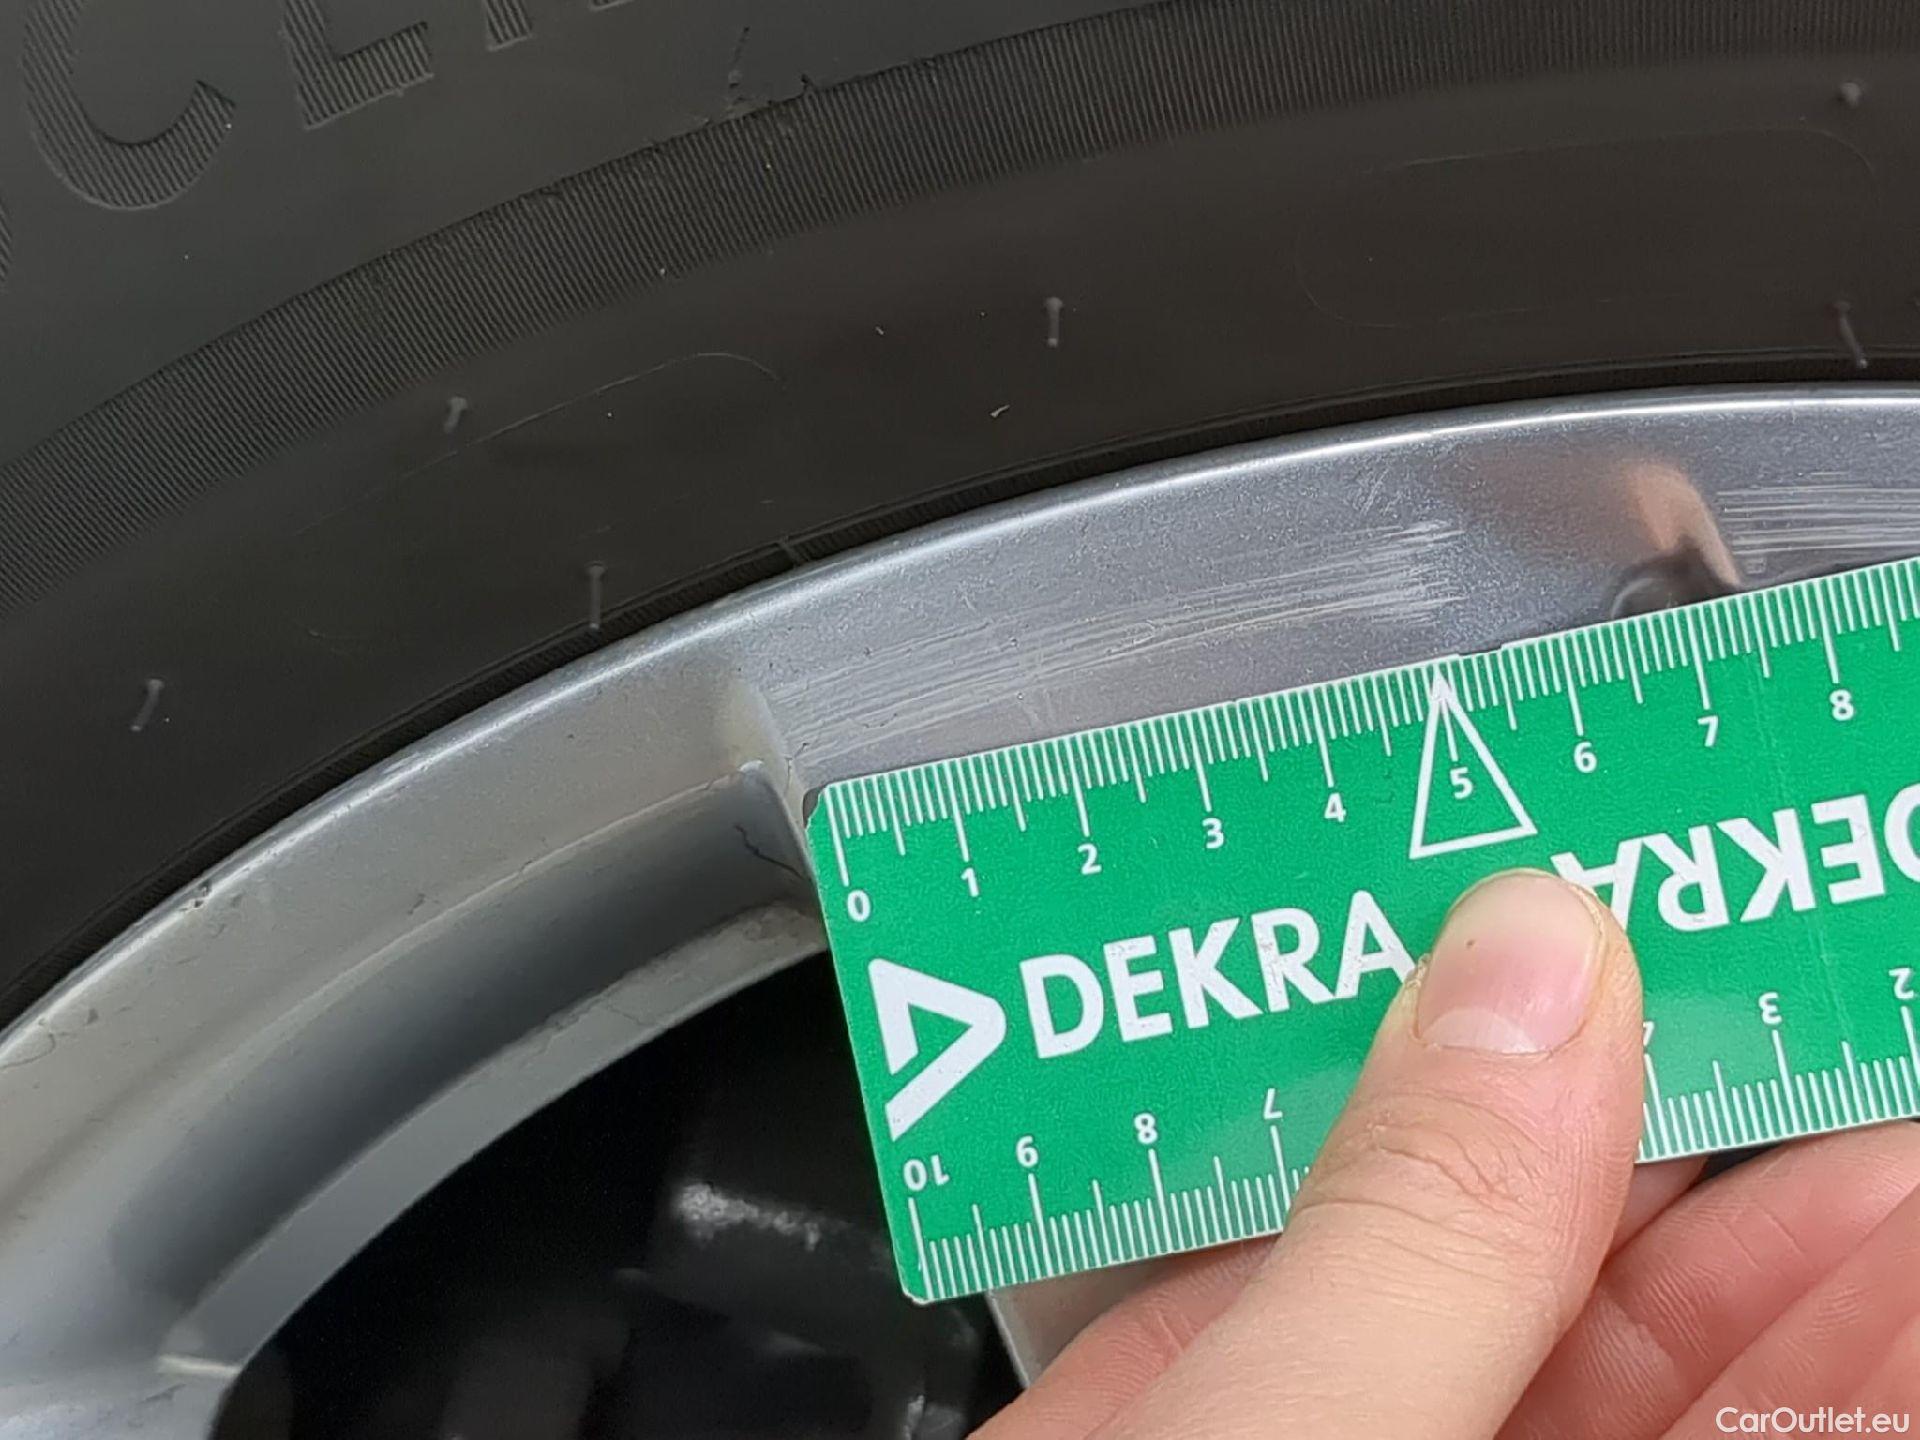 CLI
0 1 2 3 4 5 6 7 8
DEKRA DEKRA
10 9 8 7 3 2
CarOutlet.eu